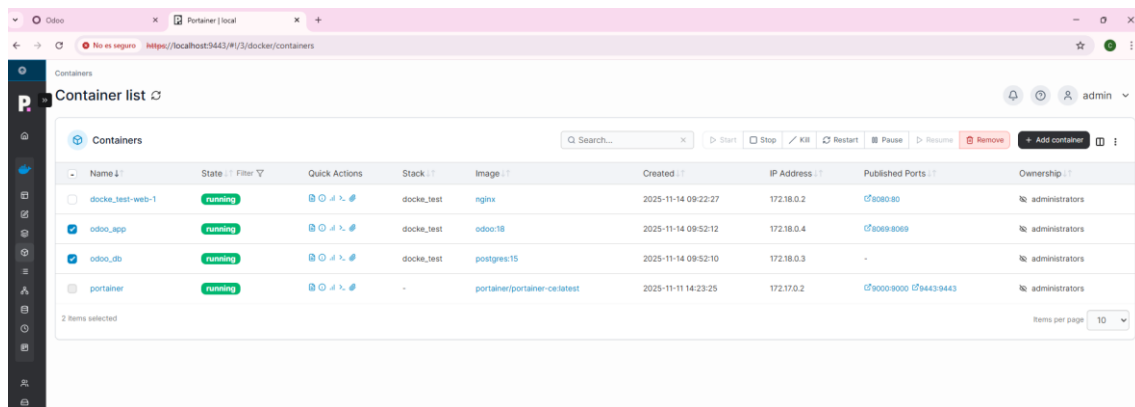 Odoo
Portainer | local
No es seguro https://localhost:9443/#!/3/docker/containers
Containers
Container list
admin
Containers
Search... Start Stop Kill Restart Pause Resume Remove + Add container
Name State Filter Quick Actions Stack Image Created IP Address Published Ports Ownership
docke_test-web-1 running docke_test nginx 2025-11-14 09:22:27 172.18.0.2 8080:80 administrators
odoo_app running docke_test odoo:18 2025-11-14 09:52:12 172.18.0.4 8069:8069 administrators
odoo_db running docke_test postgres:15 2025-11-14 09:52:10 172.18.0.3 - administrators
portainer running - portainer/portainer-ce:latest 2025-11-11 14:23:25 172.17.0.2 9000:9000 9443:9443 administrators
2 items selected
Items per page 10